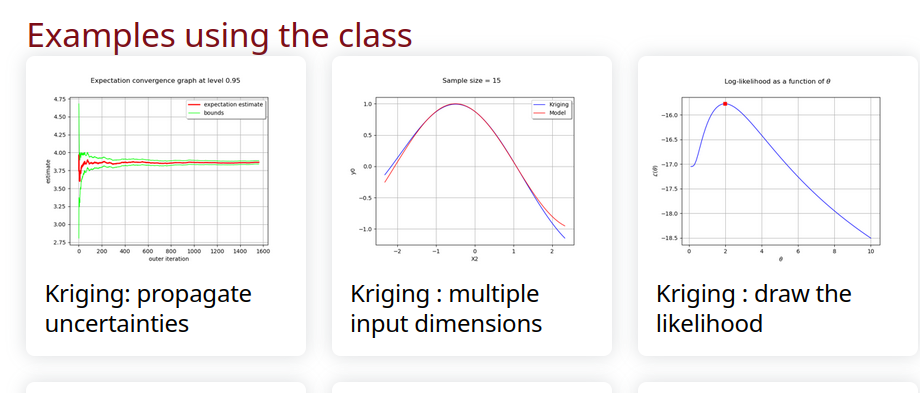 Examples using the class
Expectation convergence graph at level 0.95
expectation estimate
bounds
4.75
4.50
4.25
4.00
3.75
3.50
3.25
3.00
2.75
estimate
0 200 400 600 800 1000 1200 1400 1600
outer iteration
Kriging: propagate
uncertainties
Sample size = 15
Kriging
Model
1.0
0.5
0.0
−0.5
−1.0
y0
−2 −1 0 1 2
X2
Kriging : multiple
input dimensions
Log-likelihood as a function of θ
−16.0
−16.5
−17.0
−17.5
−18.0
−18.5
ℒ(θ)
0 2 4 6 8 10
θ
Kriging : draw the
likelihood